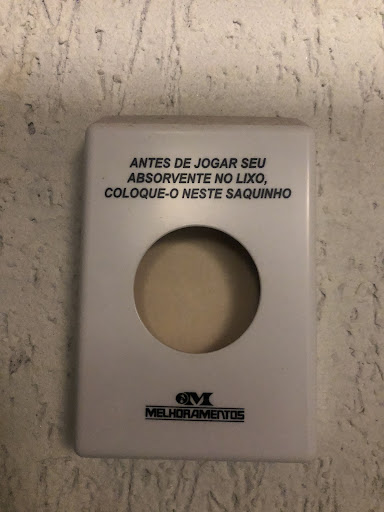 ANTES DE JOGAR SEU
ABSORVENTE NO LIXO,
COLOQUE-O NESTE SAQUINHO
M
MELHORAMENTOS